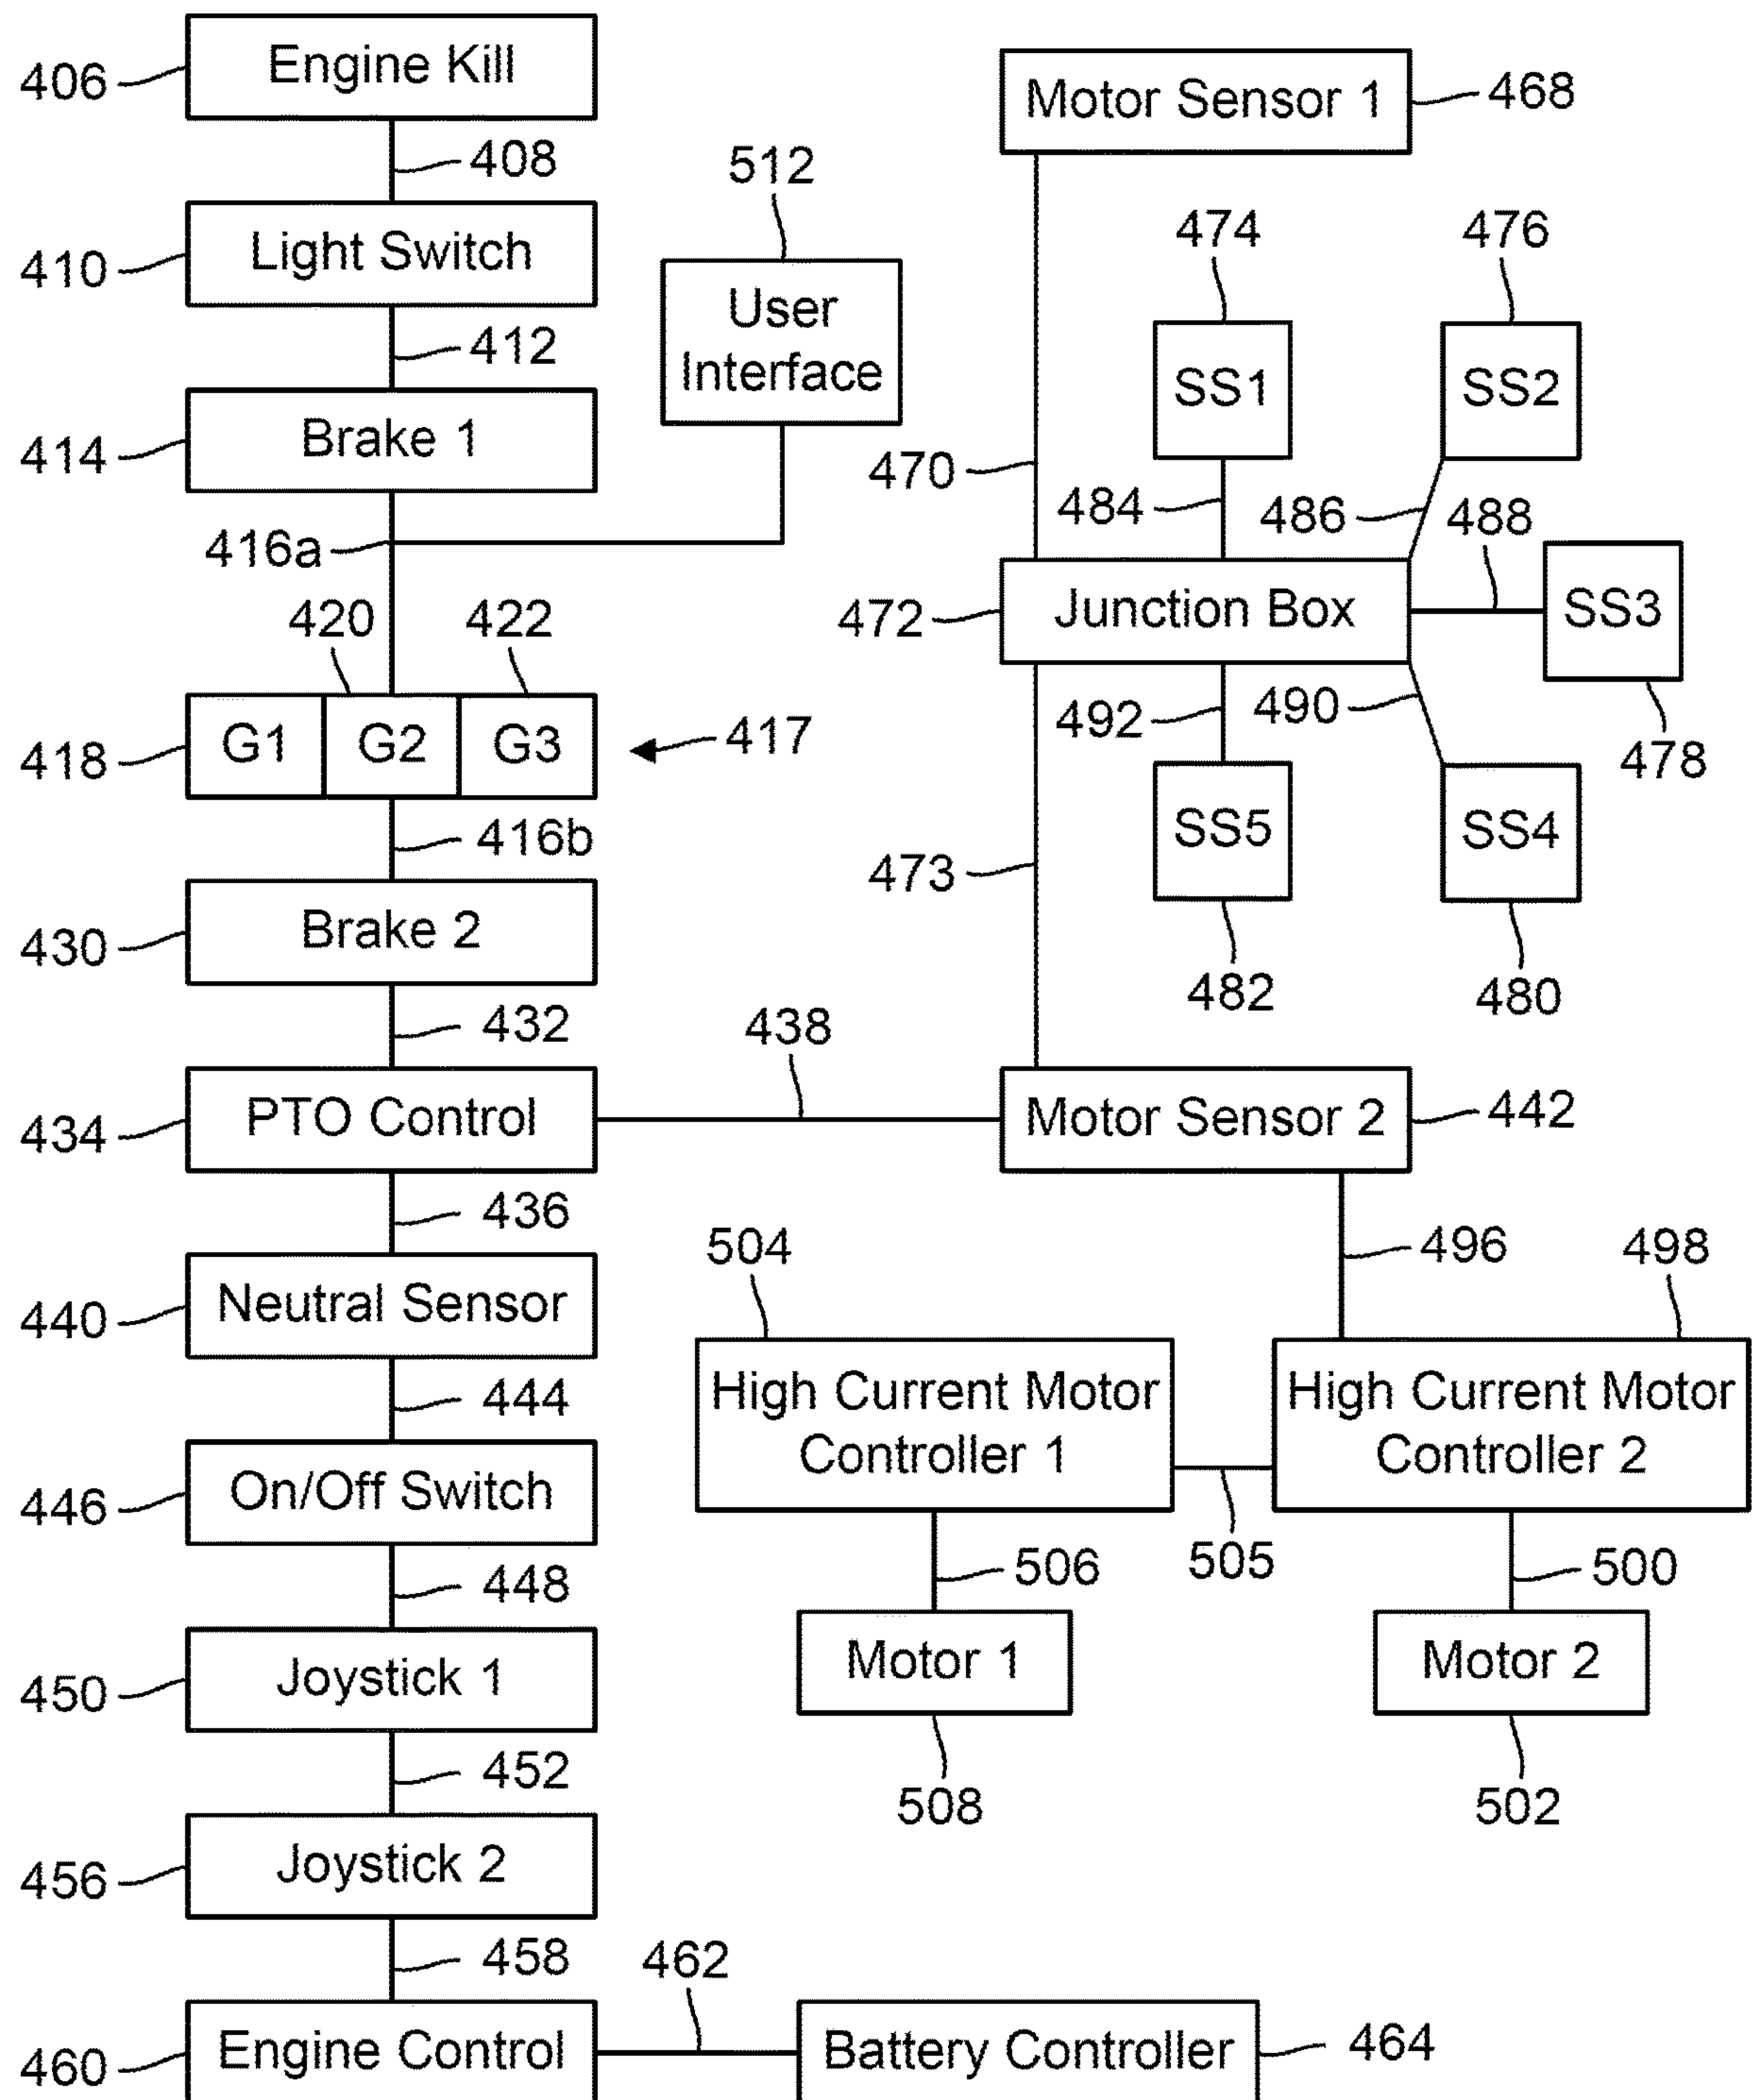 Engine Kill
406
408
Light Switch
410
412
Brake 1
414
416a
512
User
Interface
420
422
G1 G2 G3
418
417
416b
Brake 2
430
432
PTO Control
434
438
436
Neutral Sensor
440
444
On/Off Switch
446
448
Joystick 1
450
452
Joystick 2
456
458
Engine Control
460
462
Battery Controller
464
Motor Sensor 1
468
470
474
SS1
476
SS2
484
486
488
Junction Box
472
SS3
478
492
490
473
SS5
482
SS4
480
Motor Sensor 2
442
496
504
High Current Motor
Controller 1
498
High Current Motor
Controller 2
505
506
500
Motor 1
508
Motor 2
502